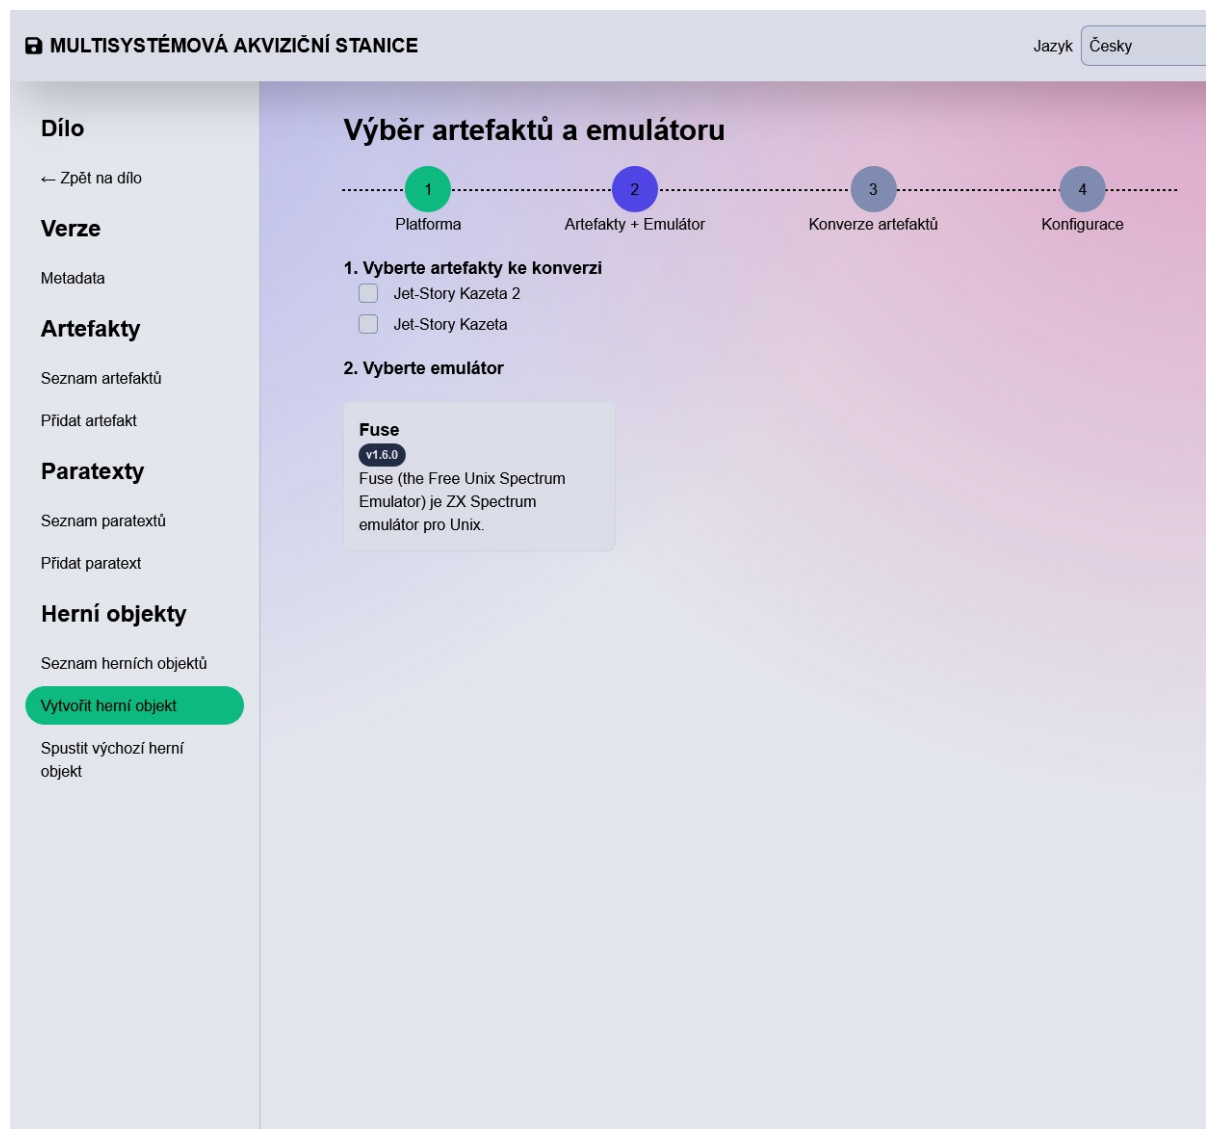 MULTISYSTÉMOVÁ AKVIZIČNÍ STANICE
Jazyk Česky
Dílo
← Zpět na dílo
Verze
Metadata
Artefakty
Seznam artefaktů
Přidat artefakt
Paratexty
Seznam paratextů
Přidat paratext
Herní objekty
Seznam herních objektů
Vytvořit herní objekt
Spustit výchozí herní
objekt
Výběr artefaktů a emulátoru
1 2 3 4
Platforma Artefakty + Emulátor Konverze artefaktů Konfigurace
1. Vyberte artefakty ke konverzi
Jet-Story Kazeta 2
Jet-Story Kazeta
2. Vyberte emulátor
Fuse
v1.6.0
Fuse (the Free Unix Spectrum
Emulator) je ZX Spectrum
emulátor pro Unix.